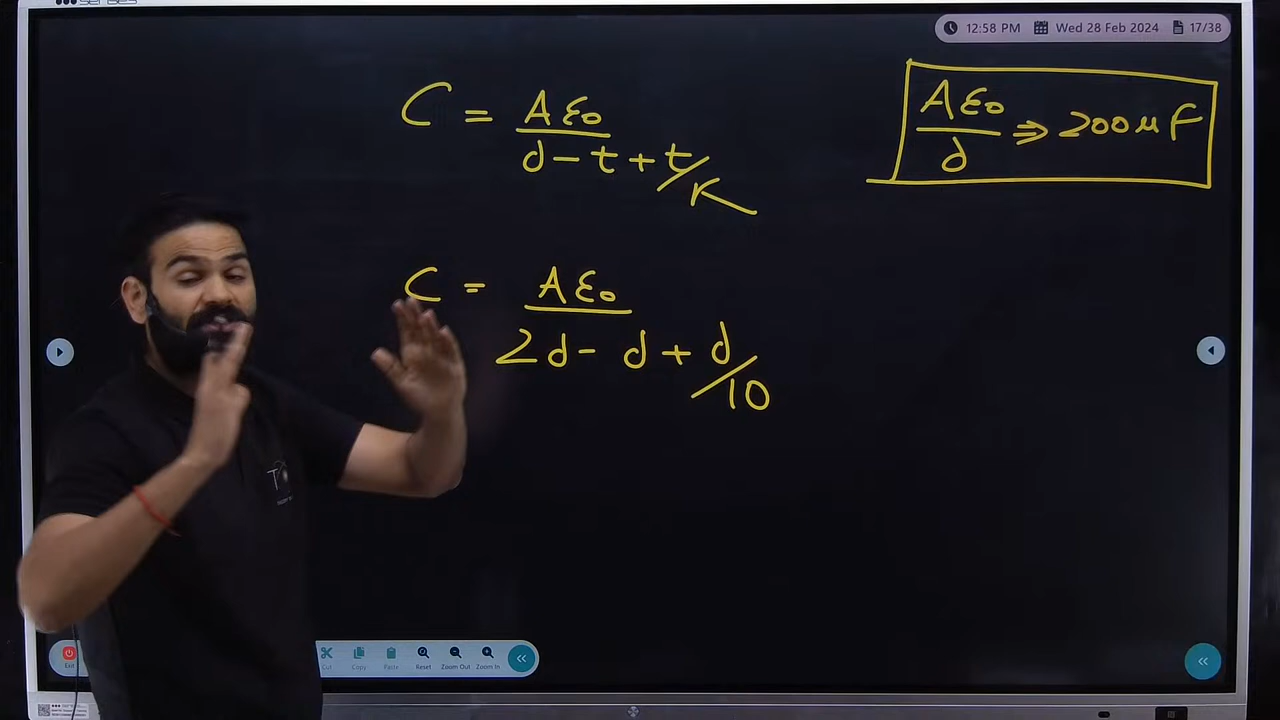 12:58 PM Wed 28 Feb 2024 17/38
C = Aε₀ / d - t + t/K
Aε₀ / d ⇒ 200 μF
C = Aε₀ / 2d - d + d/10
Exit Cut Copy Paste Reset Zoom Out Zoom In